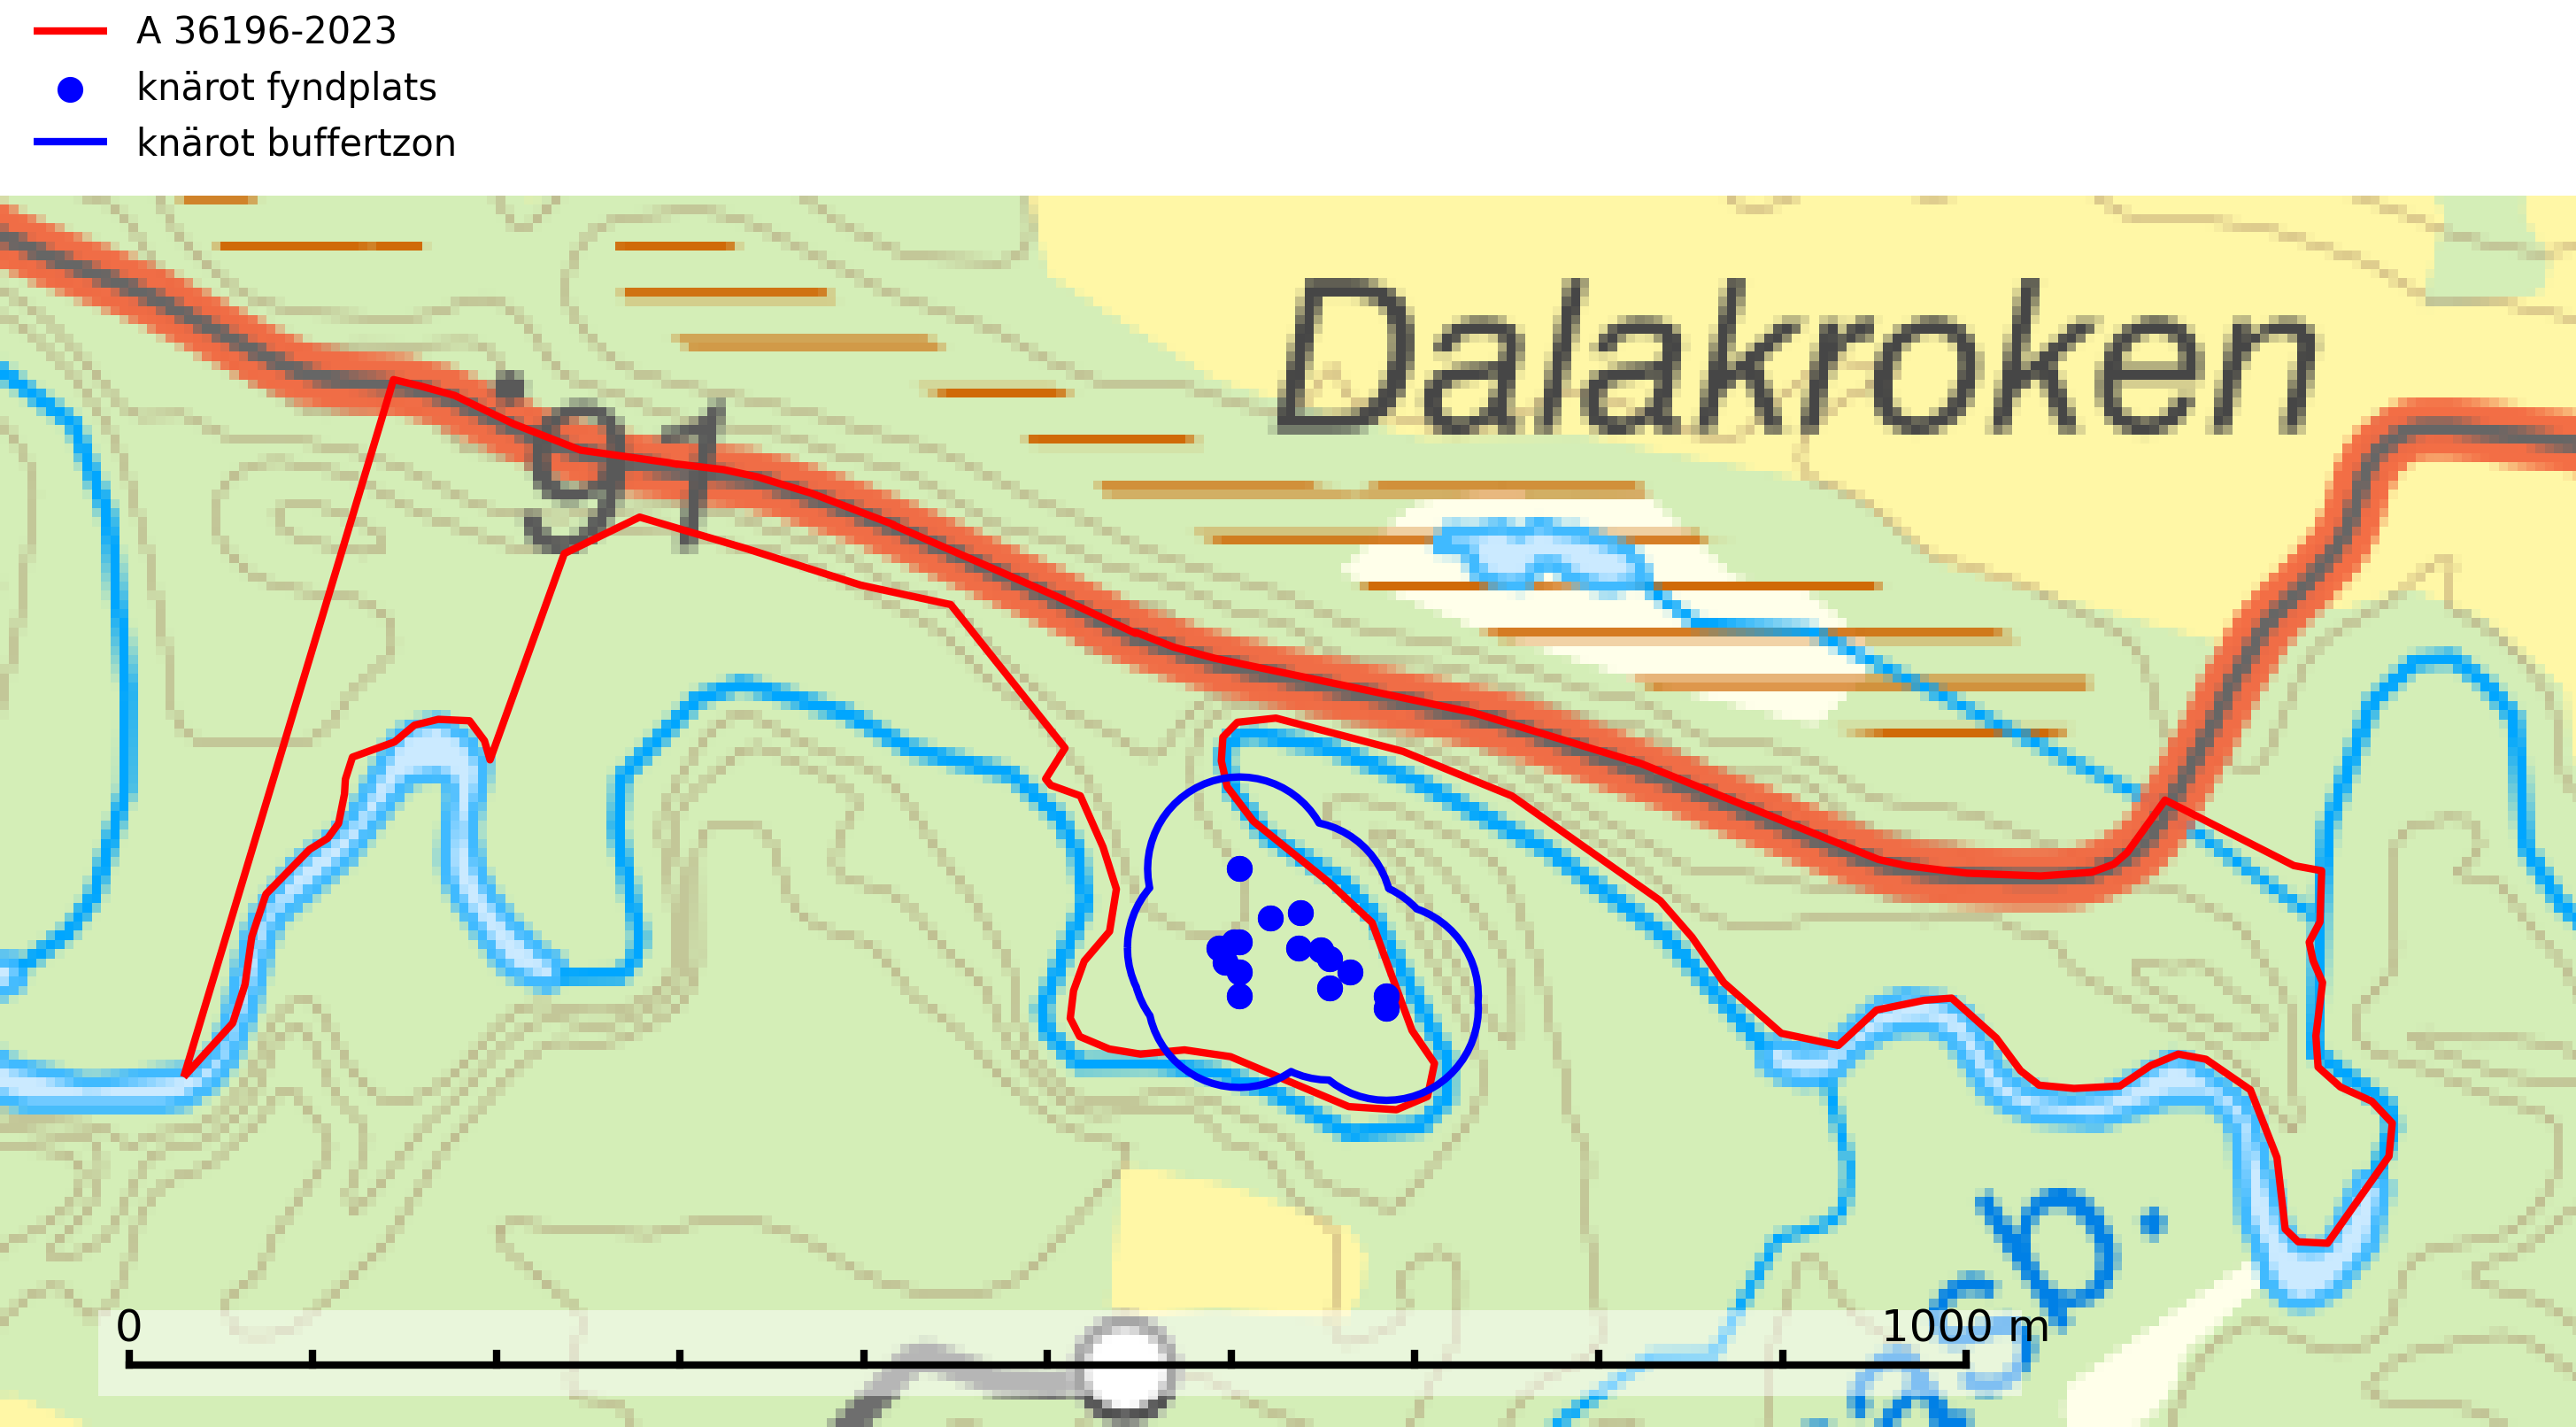 A 36196-2023
knärot fyndplats
knärot buffertzon
Dalakroken
91
0
1000 m